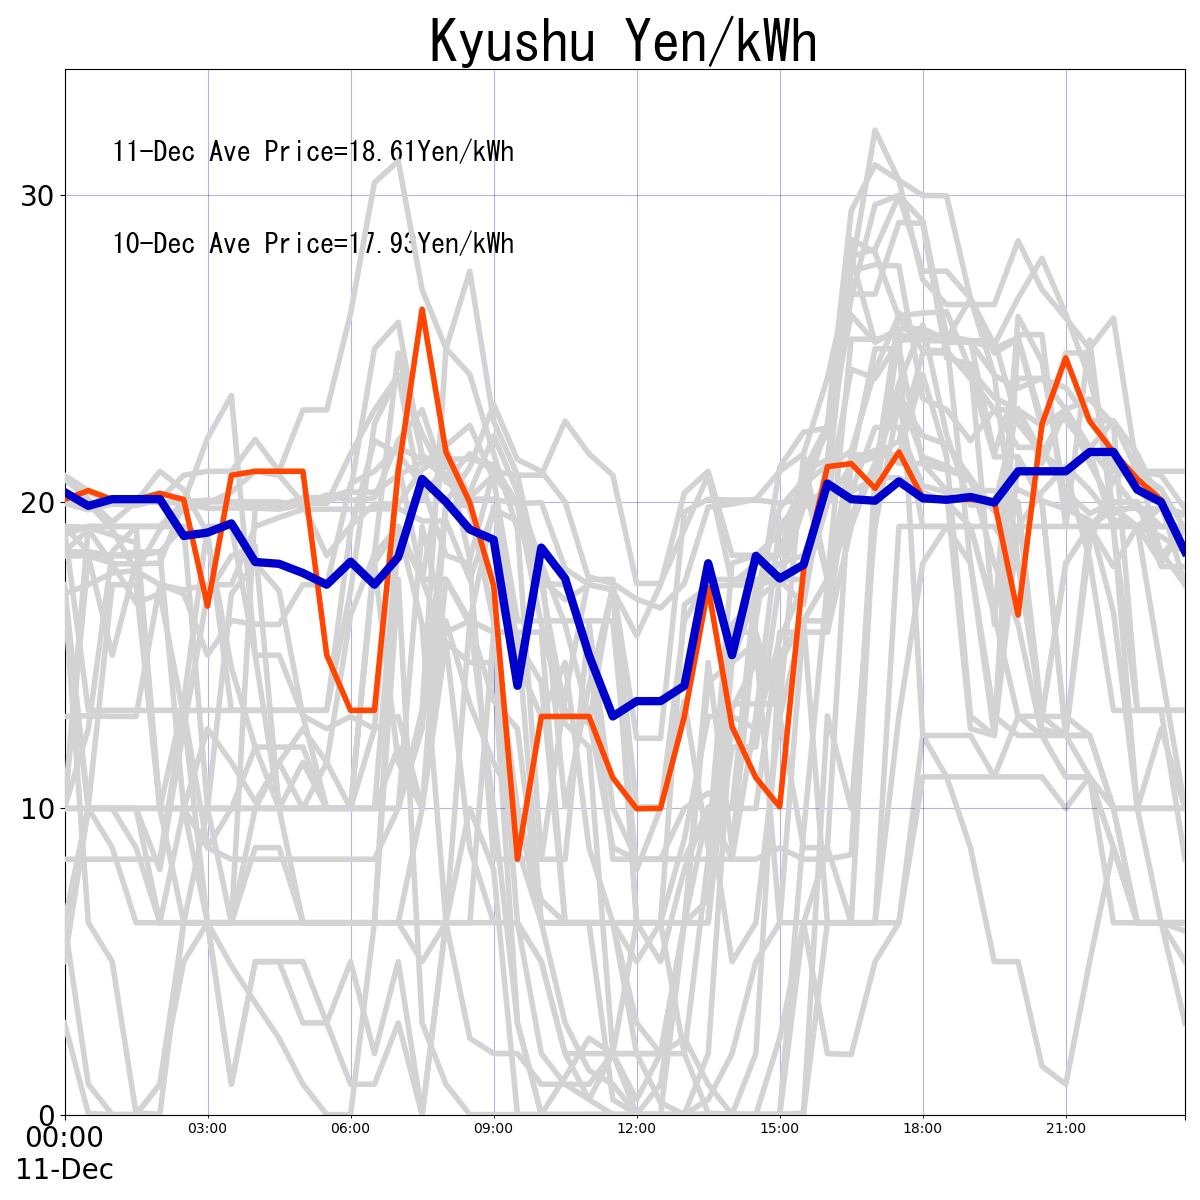 Kyushu Yen/kWh
11-Dec Ave Price=18.61Yen/kWh
10-Dec Ave Price=17.93Yen/kWh
30
20
10
0
00:00 03:00 06:00 09:00 12:00 15:00 18:00 21:00
11-Dec